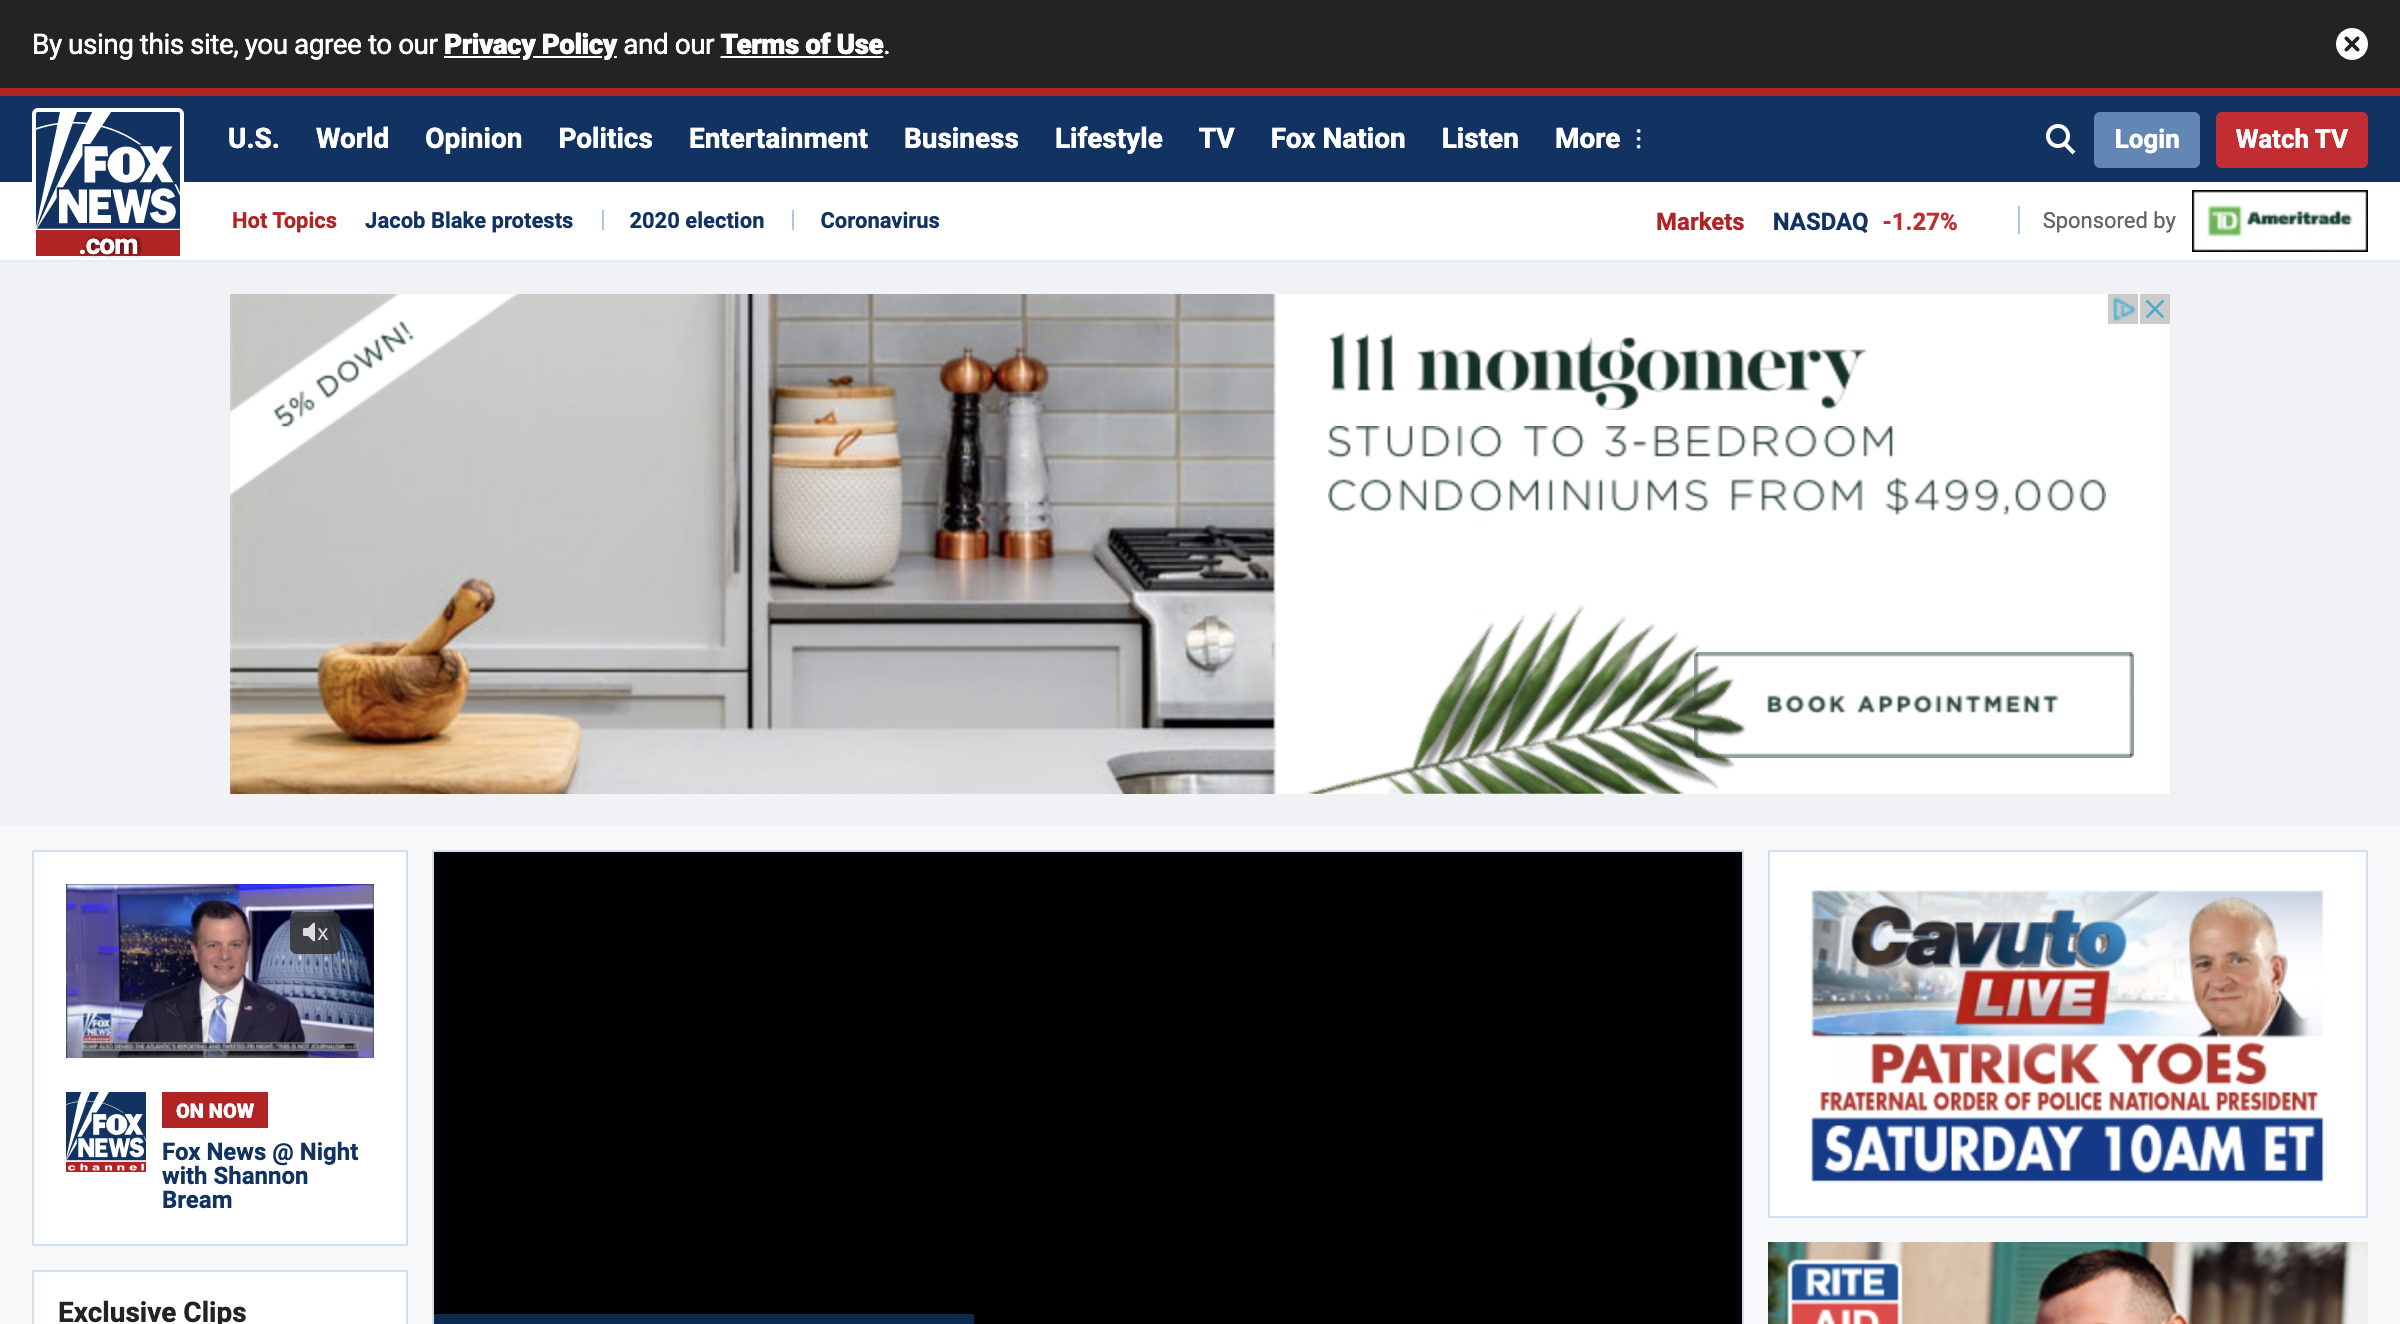 By using this site, you agree to our Privacy Policy and our Terms of Use.
FOX
NEWS
.com
U.S. World Opinion Politics Entertainment Business Lifestyle TV Fox Nation Listen More
Login
Watch TV
Hot Topics Jacob Blake protests 2020 election Coronavirus
Markets NASDAQ -1.27% Sponsored by TD Ameritrade
5% DOWN!
111 montgomery
STUDIO TO 3-BEDROOM
CONDOMINIUMS FROM $499,000
BOOK APPOINTMENT
FOX
NEWS
channel
ON NOW
Fox News @ Night
with Shannon
Bream
Exclusive Clips
Cavuto
LIVE
PATRICK YOES
FRATERNAL ORDER OF POLICE NATIONAL PRESIDENT
SATURDAY 10AM ET
RITE
AID